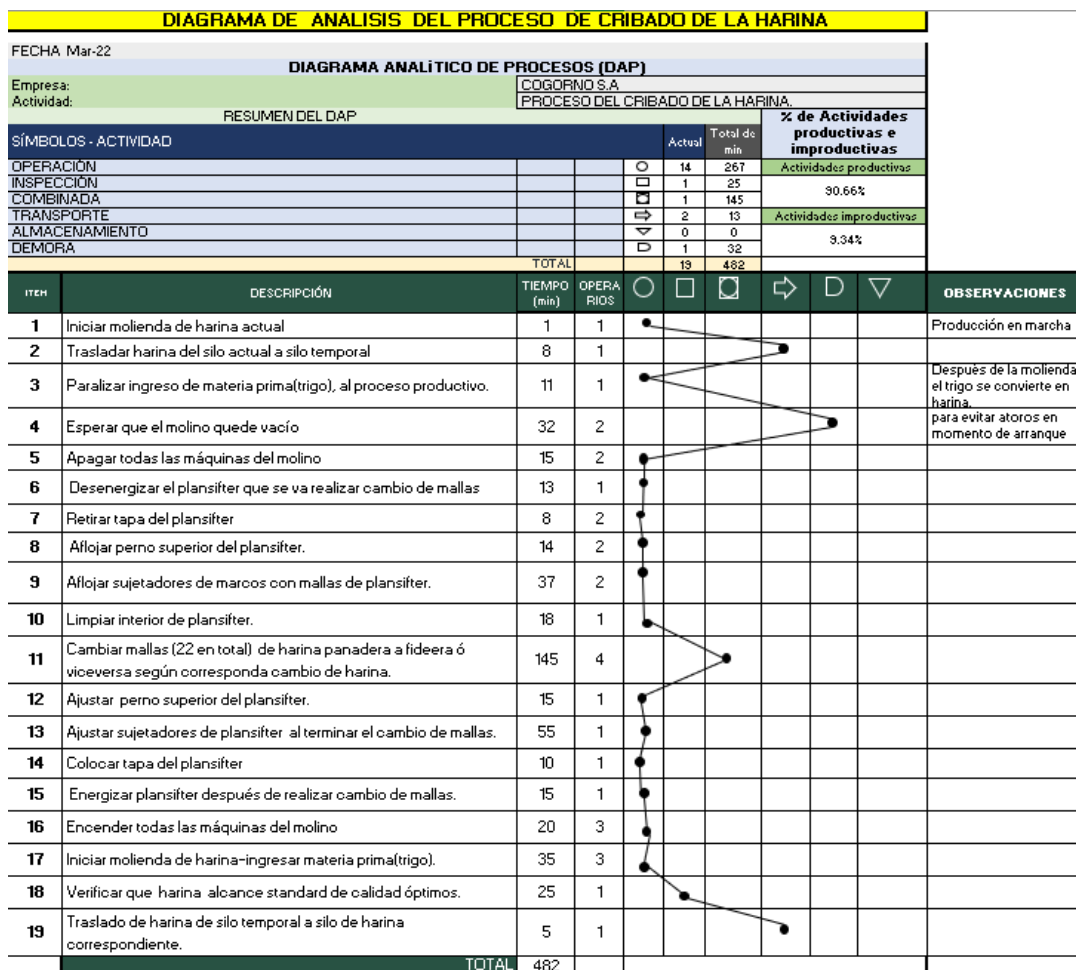 DIAGRAMA DE ANALISIS DEL PROCESO DE CRIBADO DE LA HARINA
FECHA Mar-22
DIAGRAMA ANALíTICO DE PROCESOS (DAP)
Empresa: COGORNO S.A
Actividad: PROCESO DEL CRIBADO DE LA HARINA.
RESUMEN DEL DAP
% de Actividades productivas e improductivas
SÍMBOLOS - ACTIVIDAD Actual Total de min
OPERACIÓN 14 267 Actividades productivas
INSPECCIÓN 1 25
90.66%
COMBINADA 1 145
TRANSPORTE 2 13 Actividades improductivas
ALMACENAMIENTO 0 0
9.34%
DEMORA 1 32
TOTAL 19 482
ITEM DESCRIPCIÓN TIEMPO (min) OPERA RIOS OBSERVACIONES
1 Iniciar molienda de harina actual 1 1 Producción en marcha
2 Trasladar harina del silo actual a silo temporal 8 1
3 Paralizar ingreso de materia prima(trigo), al proceso productivo. 11 1 Después de la molienda el trigo se convierte en harina.
4 Esperar que el molino quede vacío 32 2 para evitar atoros en momento de arranque
5 Apagar todas las máquinas del molino 15 2
6 Desenergizar el plansifter que se va realizar cambio de mallas 13 1
7 Retirar tapa del plansifter 8 2
8 Aflojar perno superior del plansifter. 14 2
9 Aflojar sujetadores de marcos con mallas de plansifter. 37 2
10 Limpiar interior de plansifter. 18 1
11 Cambiar mallas (22 en total) de harina panadera a fideera ó
viceversa según corresponda cambio de harina. 145 4
12 Ajustar perno superior del plansifter. 15 1
13 Ajustar sujetadores de plansifter al terminar el cambio de mallas. 55 1
14 Colocar tapa del plansifter 10 1
15 Energizar plansifter después de realizar cambio de mallas. 15 1
16 Encender todas las máquinas del molino 20 3
17 Iniciar molienda de harina-ingresar materia prima(trigo). 35 3
18 Verificar que harina alcance standard de calidad óptimos. 25 1
19 Traslado de harina de silo temporal a silo de harina
correspondiente. 5 1
TOTAL 482